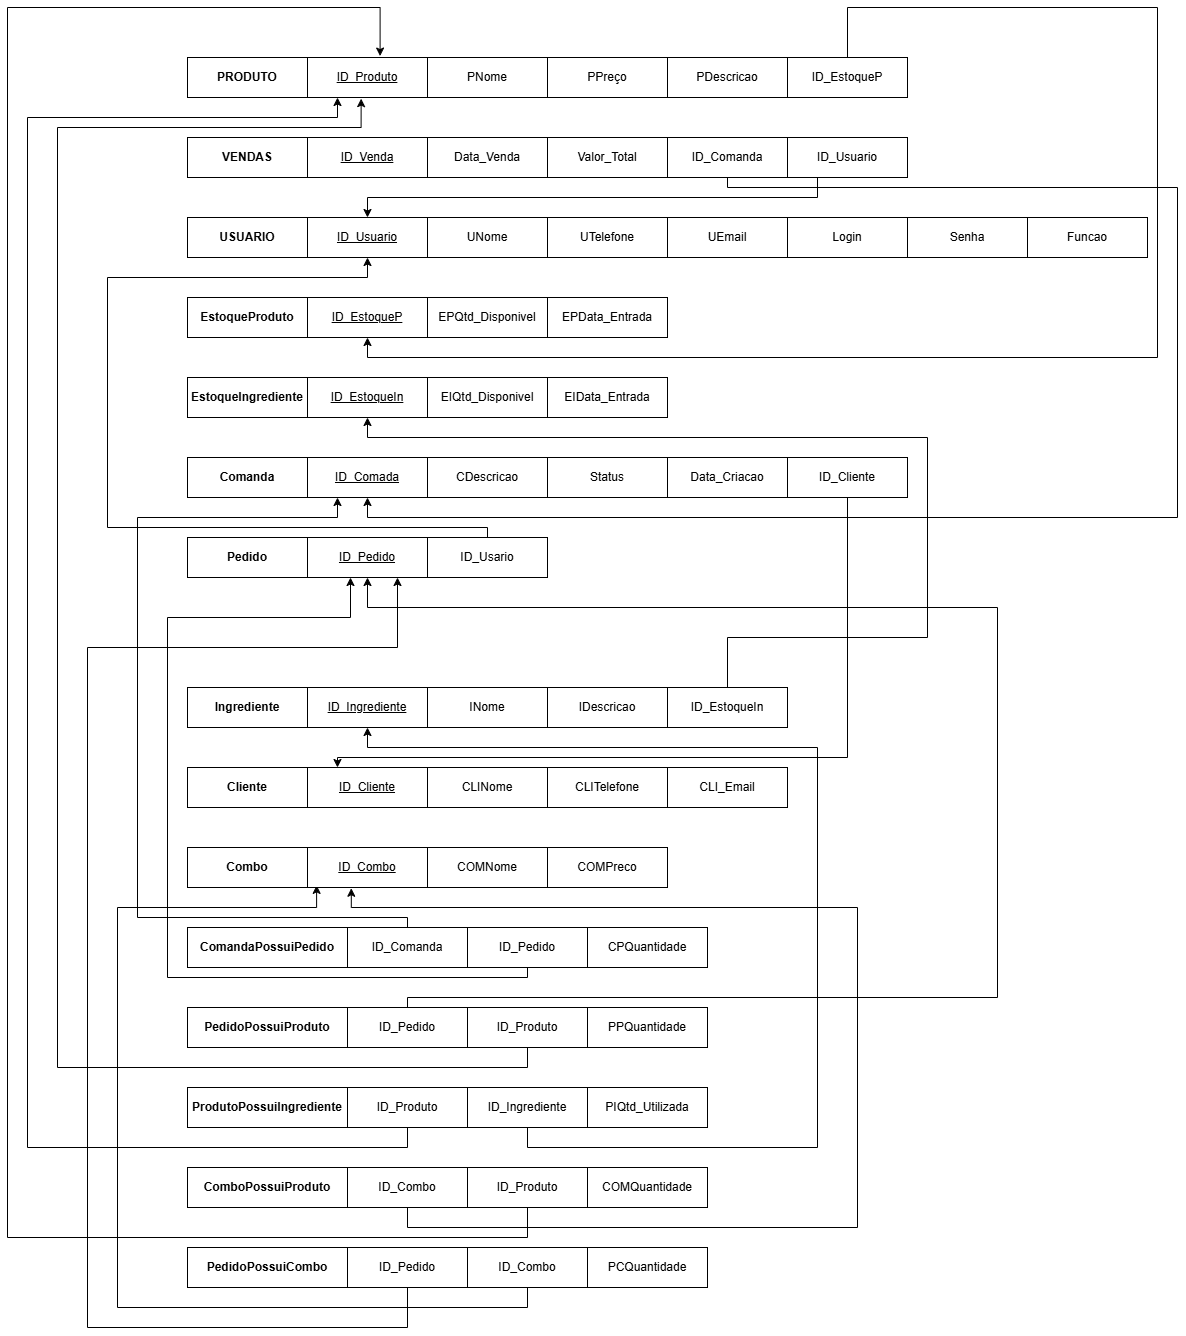 PRODUTO ID_Produto PNome PPreço PDescricao ID_EstoqueP
VENDAS ID_Venda Data_Venda Valor_Total ID_Comanda ID_Usuario
USUARIO ID_Usuario UNome UTelefone UEmail Login Senha Funcao
EstoqueProduto ID_EstoqueP EPQtd_Disponivel EPData_Entrada
EstoqueIngrediente ID_EstoqueIn EIQtd_Disponivel EIData_Entrada
Comanda ID_Comada CDescricao Status Data_Criacao ID_Cliente
Pedido ID_Pedido ID_Usario
Ingrediente ID_Ingrediente INome IDescricao ID_EstoqueIn
Cliente ID_Cliente CLINome CLITelefone CLI_Email
Combo ID_Combo COMNome COMPreco
ComandaPossuiPedido ID_Comanda ID_Pedido CPQuantidade
PedidoPossuiProduto ID_Pedido ID_Produto PPQuantidade
ProdutoPossuiIngrediente ID_Produto ID_Ingrediente PIQtd_Utilizada
ComboPossuiProduto ID_Combo ID_Produto COMQuantidade
PedidoPossuiCombo ID_Pedido ID_Combo PCQuantidade